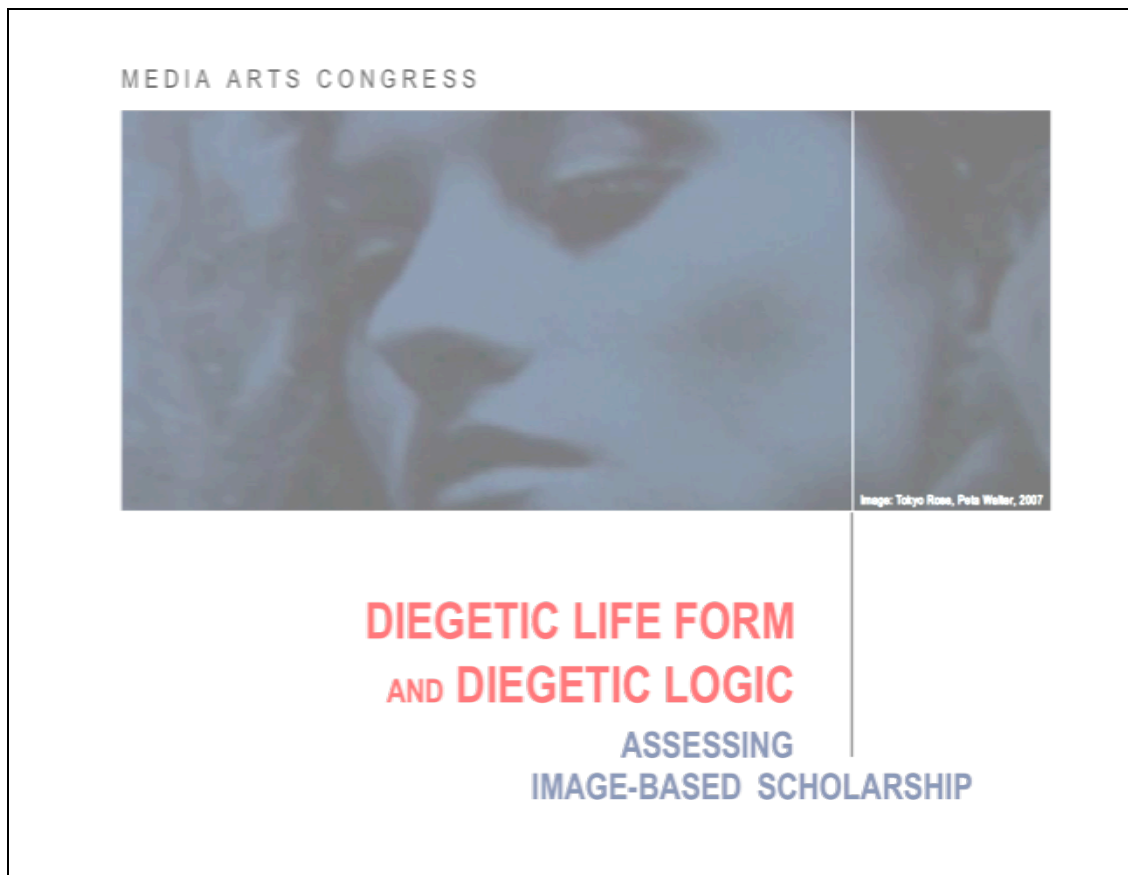 MEDIA ARTS CONGRESS
Image: Tokyo Rose, Peta Walter, 2007
DIEGETIC LIFE FORM
AND DIEGETIC LOGIC
ASSESSING
IMAGE-BASED SCHOLARSHIP